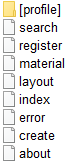 [profile]
search
register
material
layout
index
error
create
about